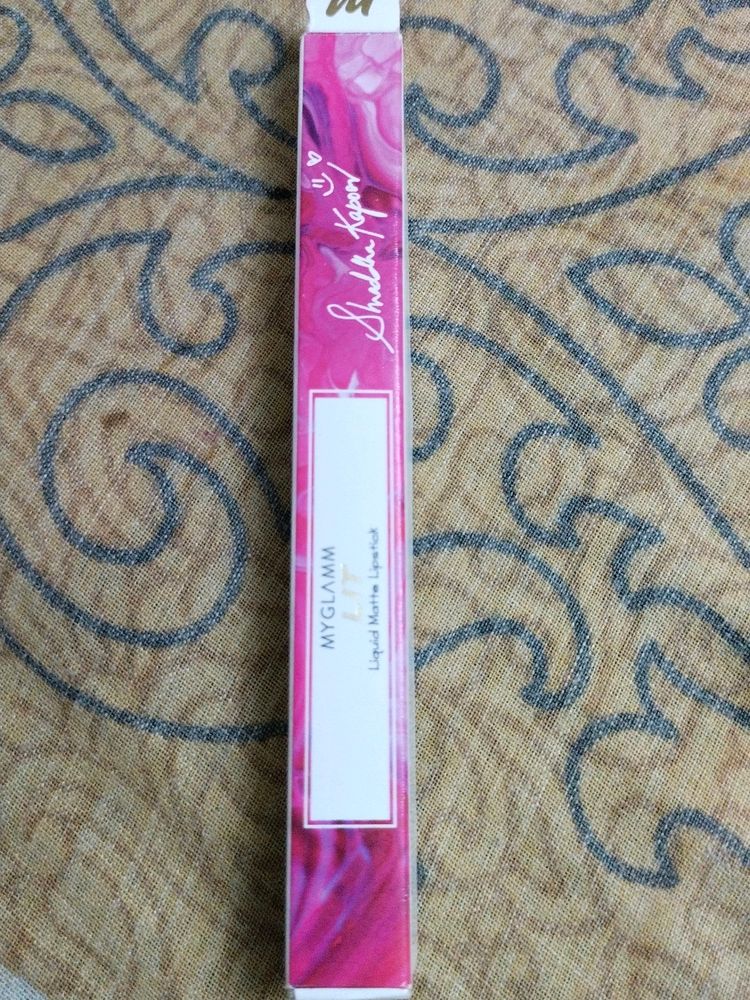 Shraddha Kapoor
MYGLAMM
LIT
Liquid Matte Lipstick